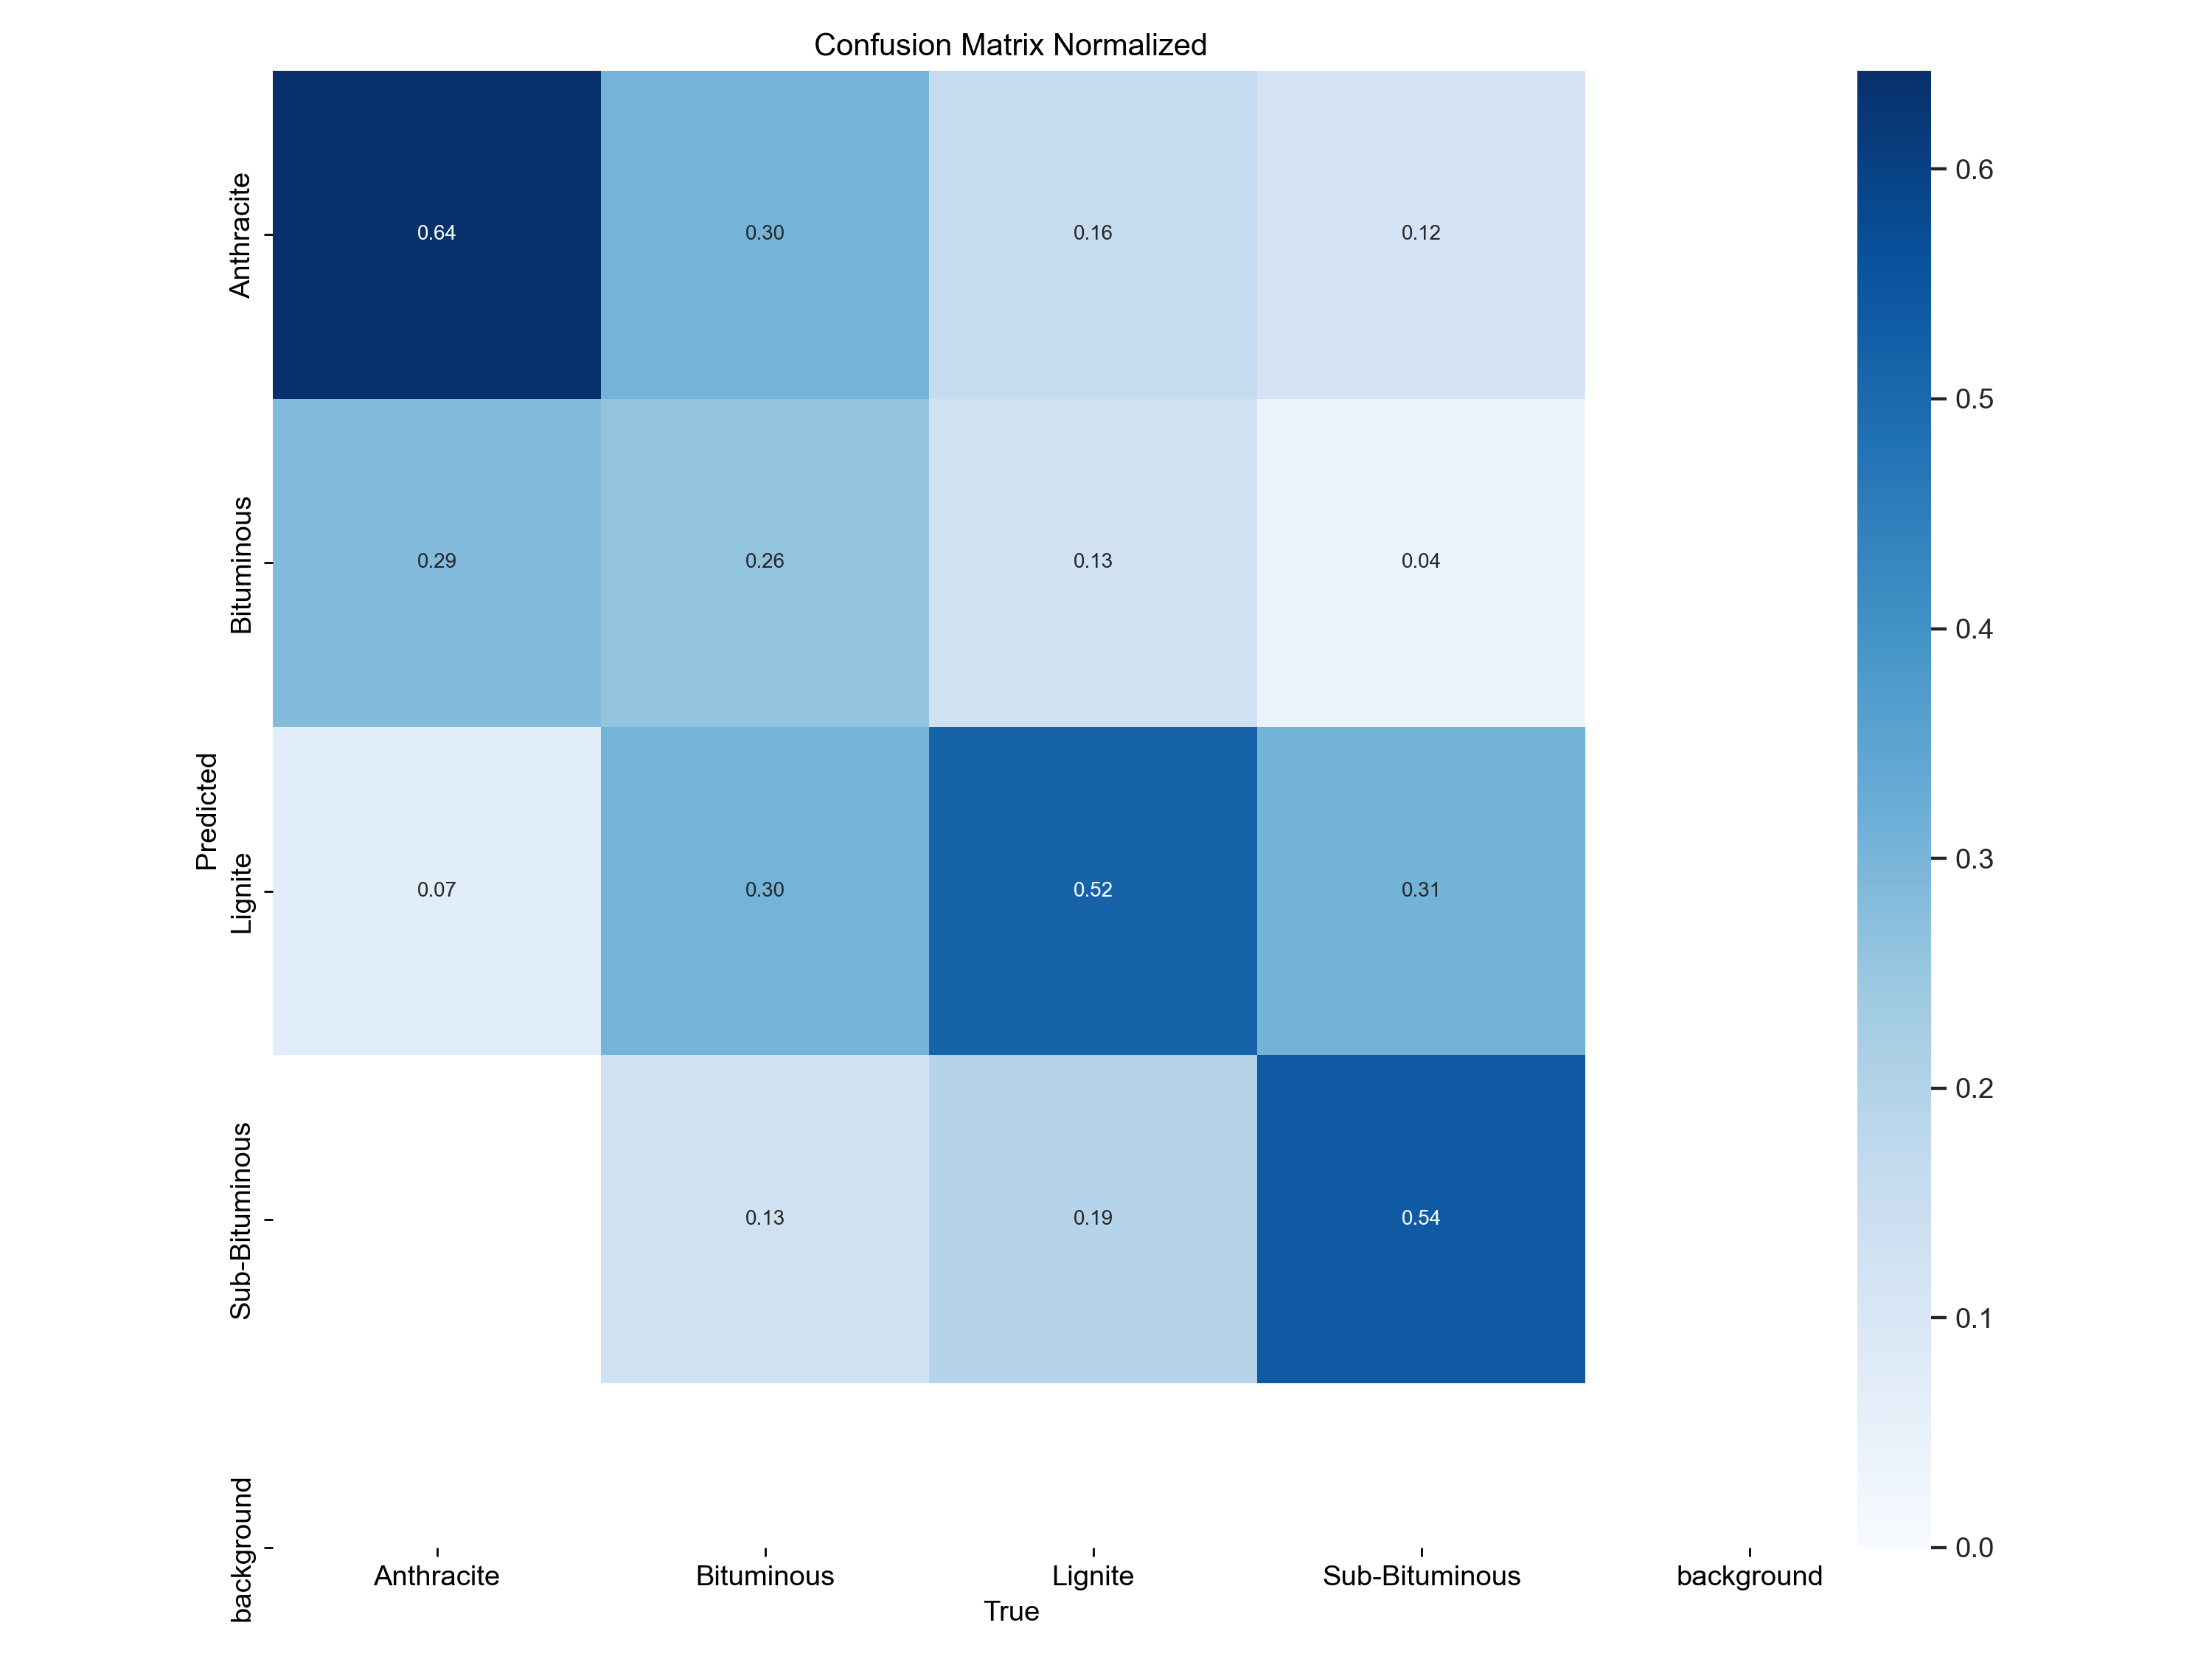 Confusion Matrix Normalized
Predicted
Anthracite
0.64 0.30 0.16 0.12
Bituminous
0.29 0.26 0.13 0.04
Lignite
0.07 0.30 0.52 0.31
Sub-Bituminous
0.13 0.19 0.54
background
Anthracite Bituminous Lignite Sub-Bituminous background
True
0.6
0.5
0.4
0.3
0.2
0.1
0.0